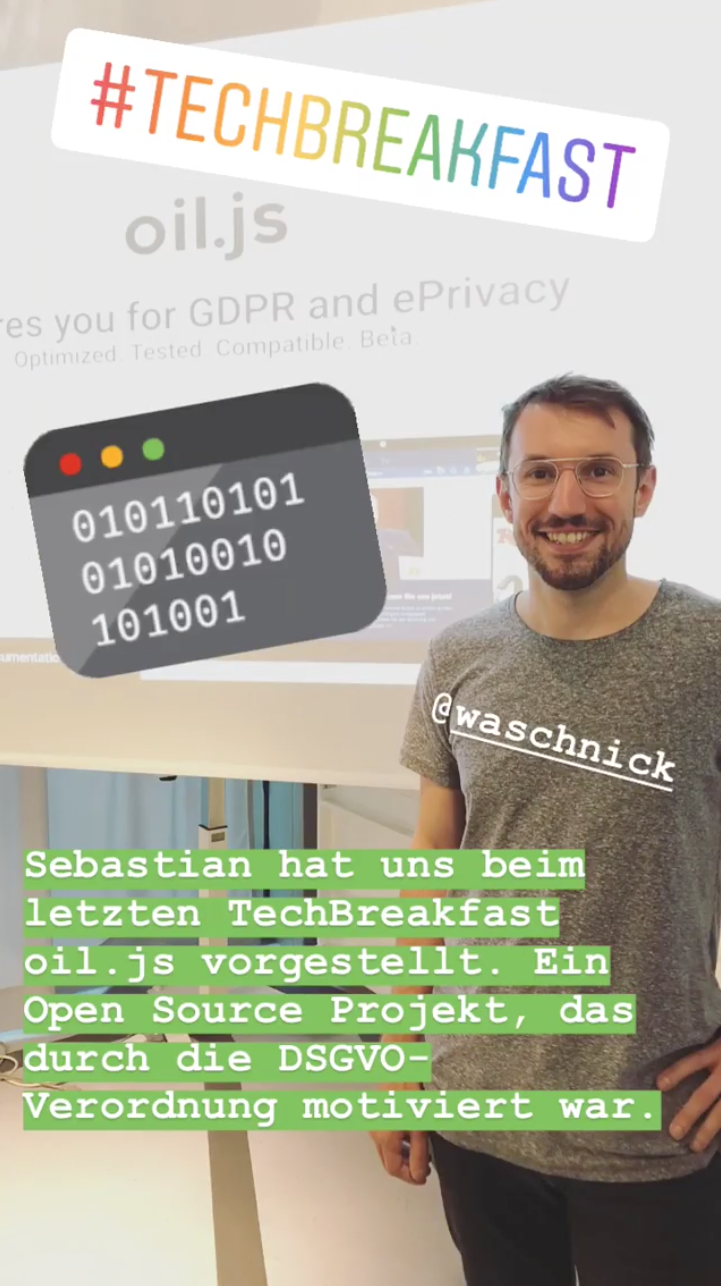 #TECHBREAKFAST
oil.js
res you for GDPR and ePrivacy
Optimized. Tested. Compatible. Beta
010110101
01010010
101001
umentatio
@waschnick
Sebastian hat uns beim
letzten TechBreakfast
oil.js vorgestellt. Ein
Open Source Projekt, das
durch die DSGVO-
Verordnung motiviert war.